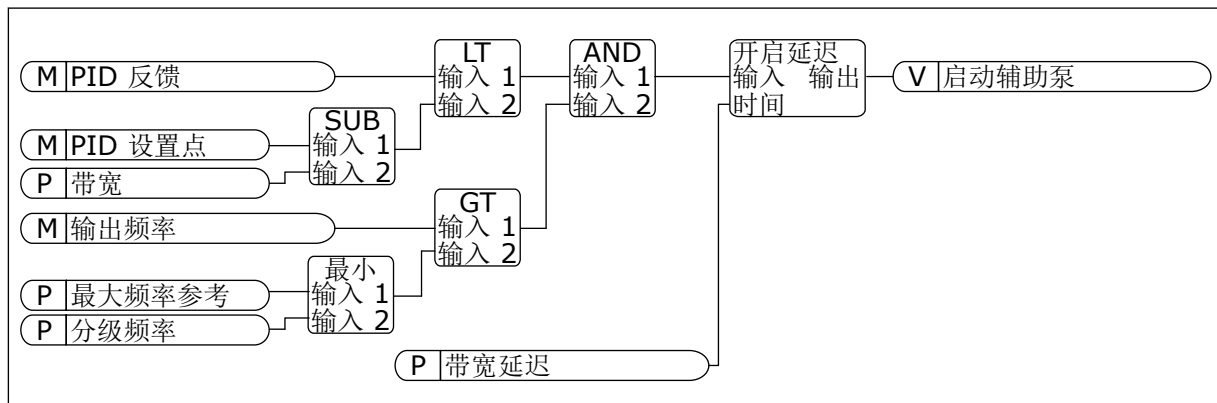 M PID 反馈
LT
输入 1
输入 2
AND
输入 1
输入 2
开启延迟
输入 输出
时间
V 启动辅助泵
M PID 设置点
P 带宽
SUB
输入 1
输入 2
M 输出频率
GT
输入 1
输入 2
P 最大频率参考
P 分级频率
最小
输入 1
输入 2
P 带宽延迟